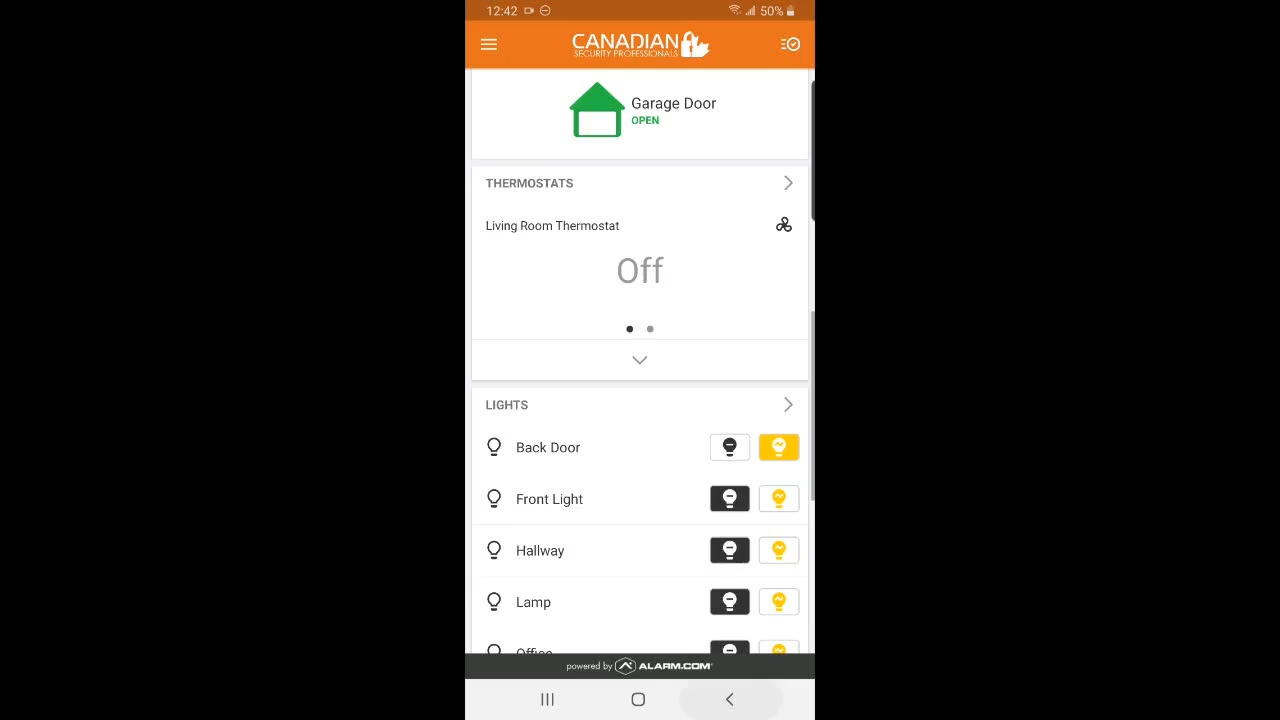 12:42
50%
CANADIAN
SECURITY PROFESSIONALS
Garage Door
OPEN
THERMOSTATS
Living Room Thermostat
Off
LIGHTS
Back Door
Front Light
Hallway
Lamp
Office
powered by ALARM.COM